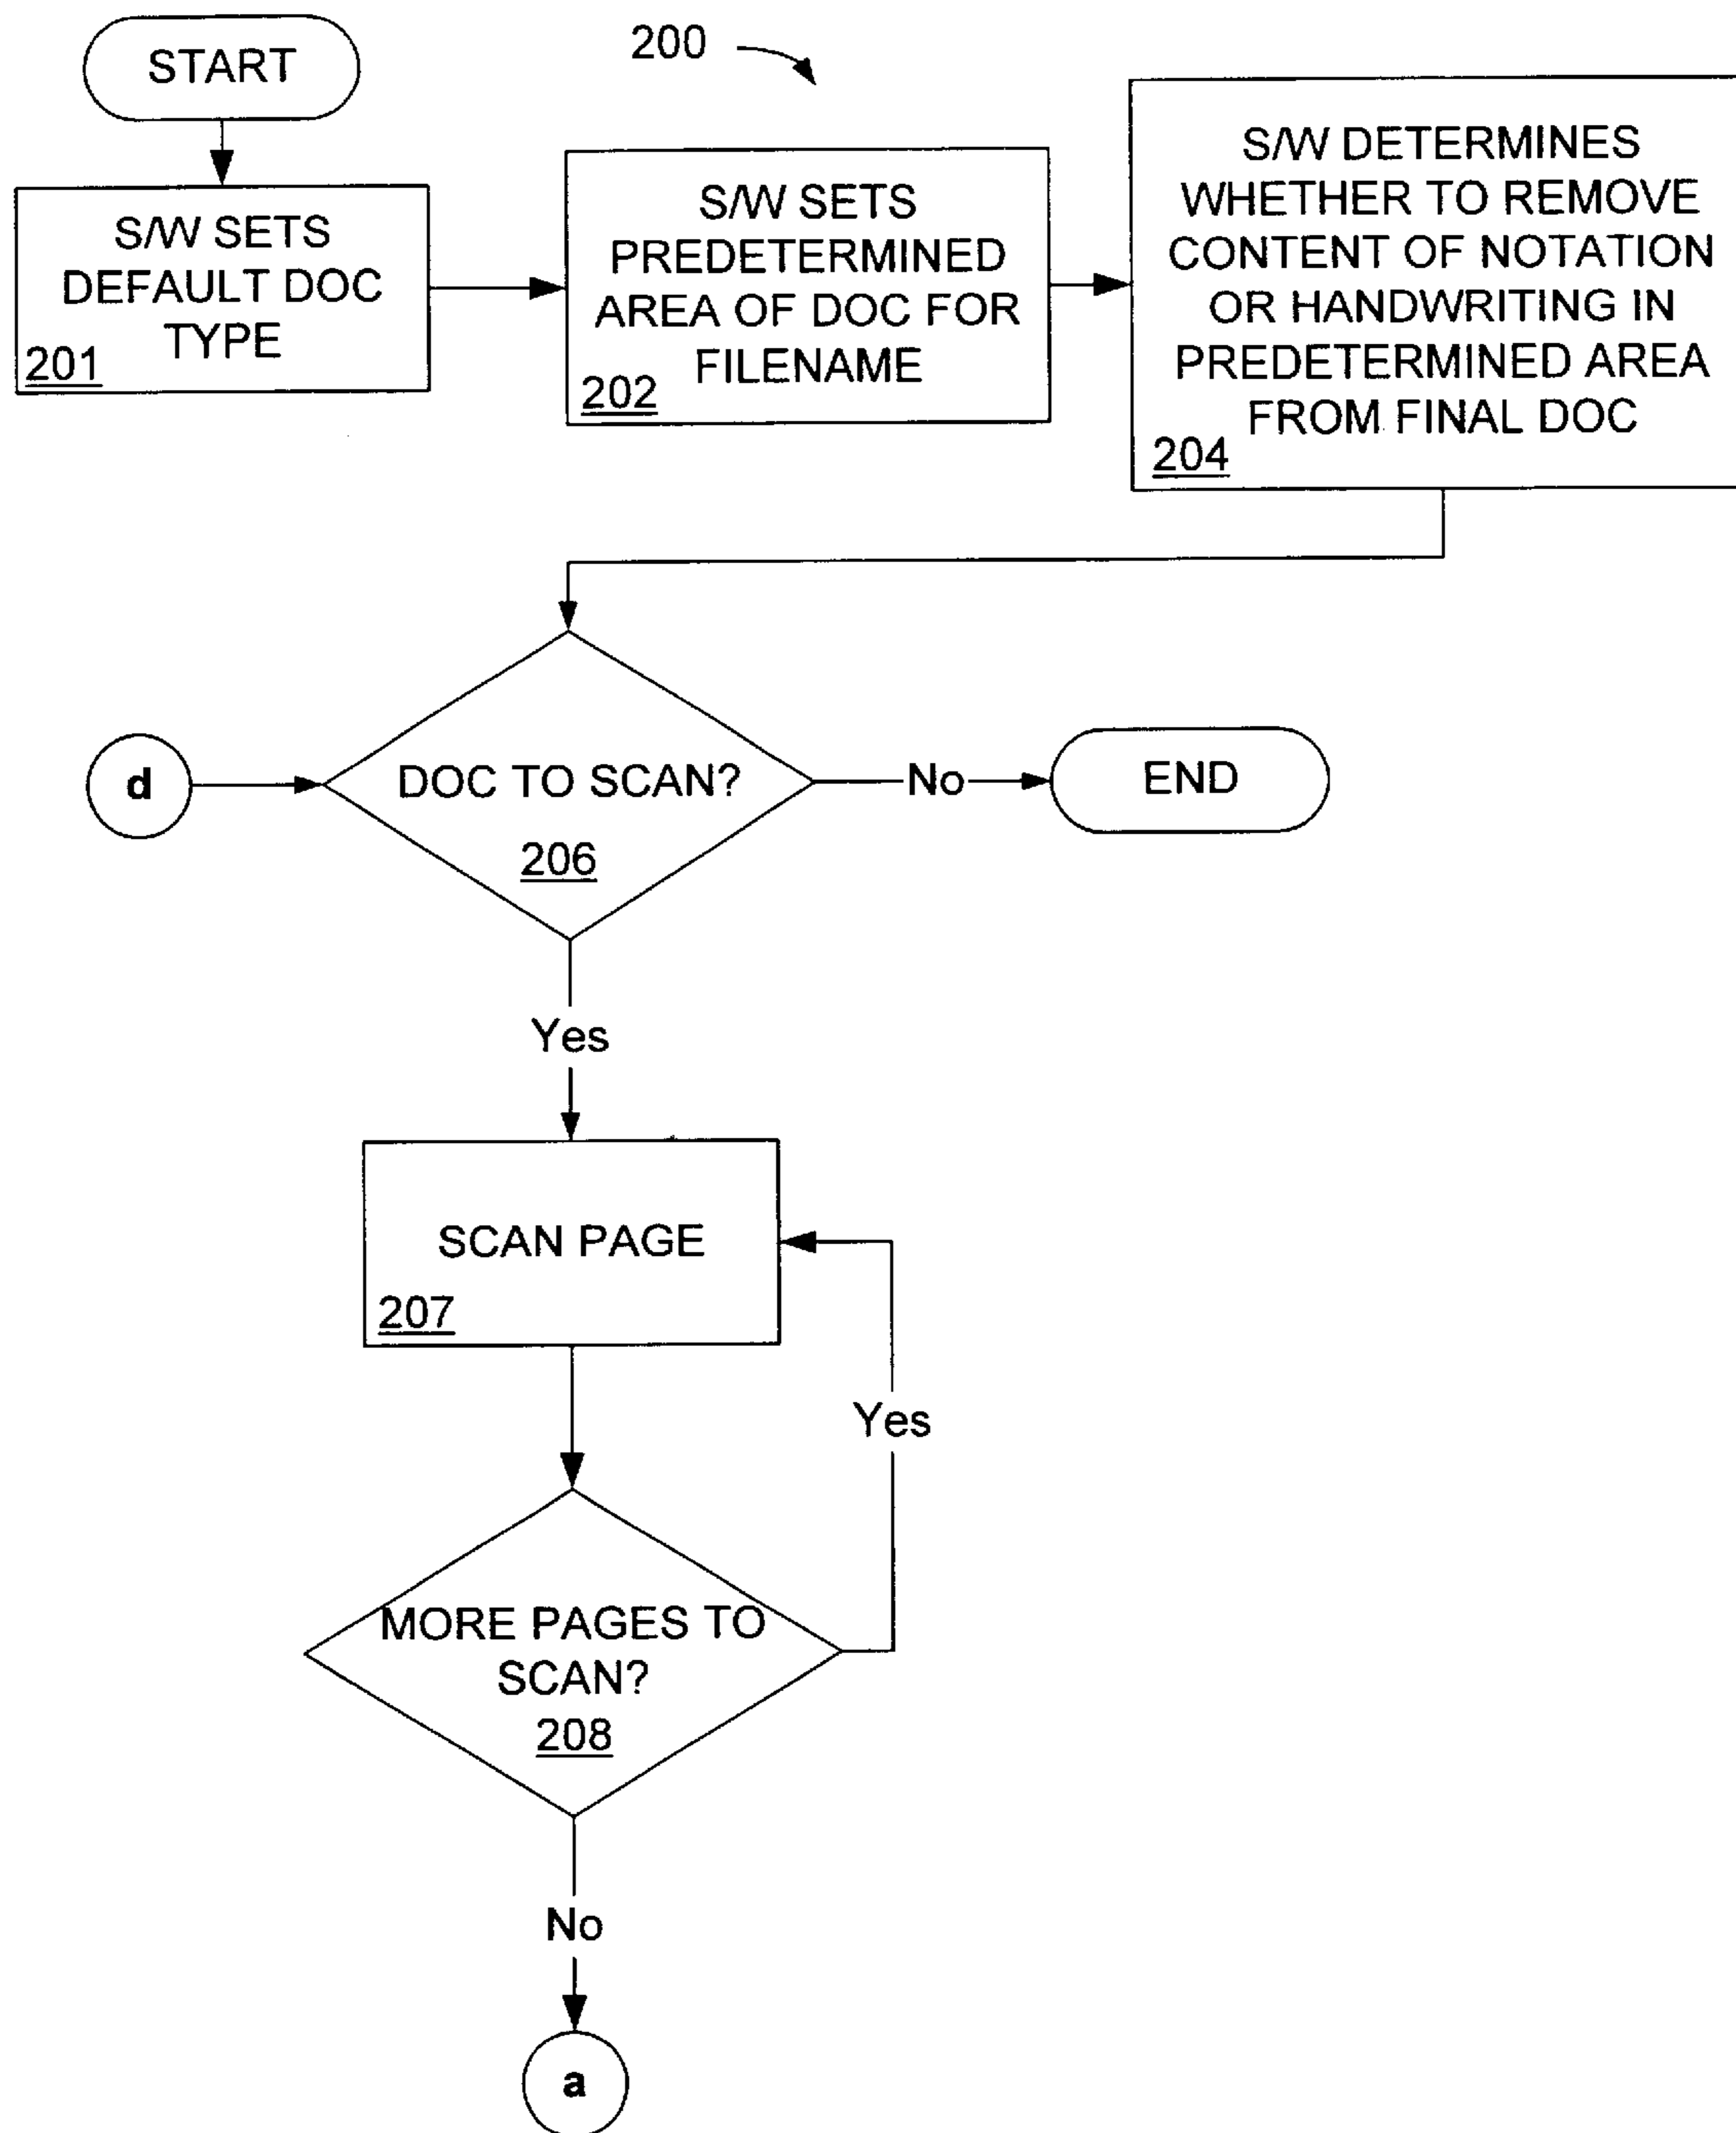 START
200
S/W SETS
DEFAULT DOC
TYPE
201
S/W SETS
PREDETERMINED
AREA OF DOC FOR
FILENAME
202
S/W DETERMINES
WHETHER TO REMOVE
CONTENT OF NOTATION
OR HANDWRITING IN
PREDETERMINED AREA
FROM FINAL DOC
204
d
DOC TO SCAN?
206
No
END
Yes
SCAN PAGE
207
Yes
MORE PAGES TO
SCAN?
208
No
a